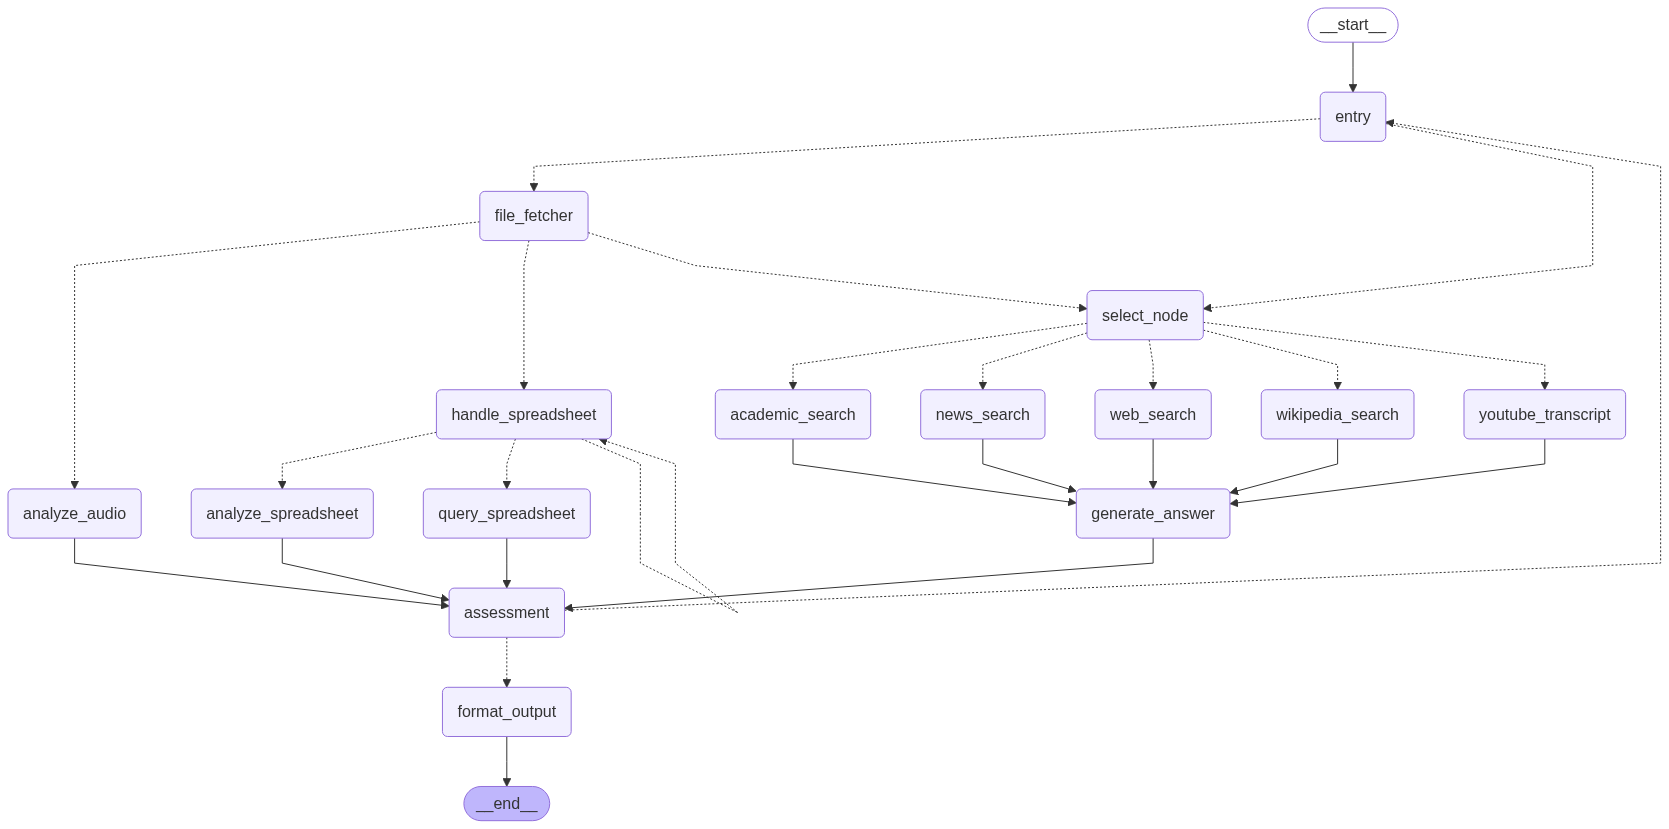 __start__
entry
file_fetcher
select_node
handle_spreadsheet
academic_search
news_search
web_search
wikipedia_search
youtube_transcript
analyze_audio
analyze_spreadsheet
query_spreadsheet
generate_answer
assessment
format_output
__end__